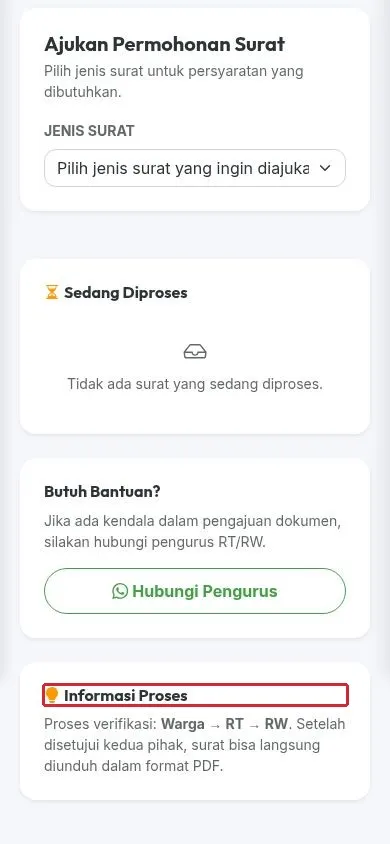 Ajukan Permohonan Surat
Pilih jenis surat untuk persyaratan yang
dibutuhkan.
JENIS SURAT
Pilih jenis surat yang ingin diajuka
Sedang Diproses
Tidak ada surat yang sedang diproses.
Butuh Bantuan?
Jika ada kendala dalam pengajuan dokumen,
silakan hubungi pengurus RT/RW.
Hubungi Pengurus
Informasi Proses
Proses verifikasi: Warga → RT → RW. Setelah
disetujui kedua pihak, surat bisa langsung
diunduh dalam format PDF.